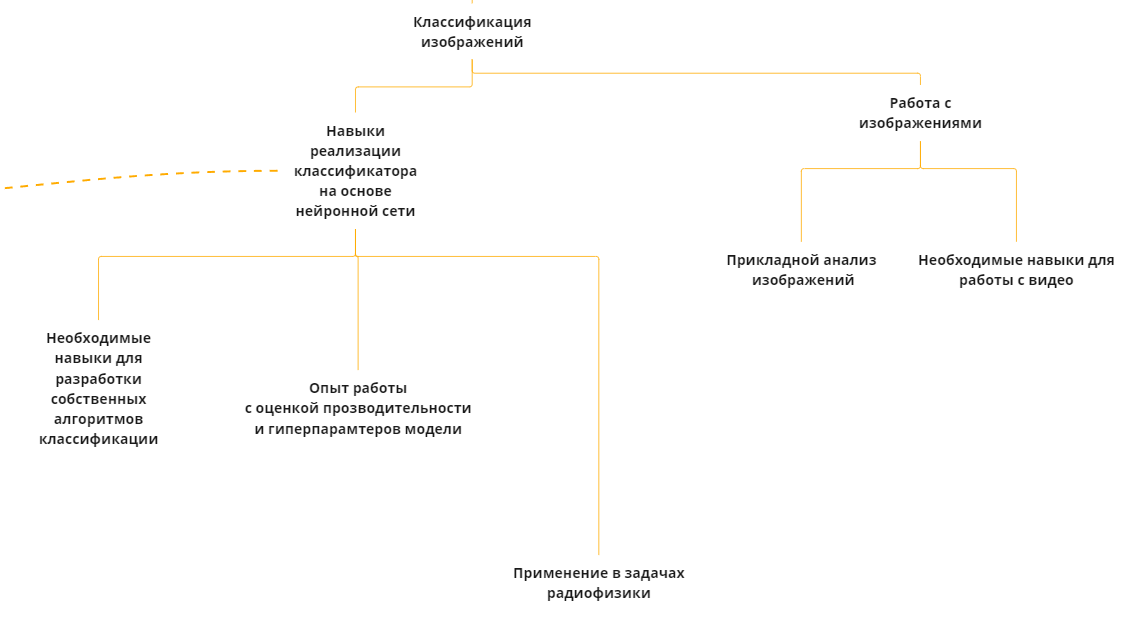 Классификация
изображений
Работа с
изображениями
Навыки
реализации
классификатора
на основе
нейронной сети
Прикладной анализ
изображений
Необходимые навыки для
работы с видео
Необходимые
навыки для
разработки
собственных
алгоритмов
классификации
Опыт работы
с оценкой прозводительности
и гиперпарамтеров модели
Применение в задачах
радиофизики